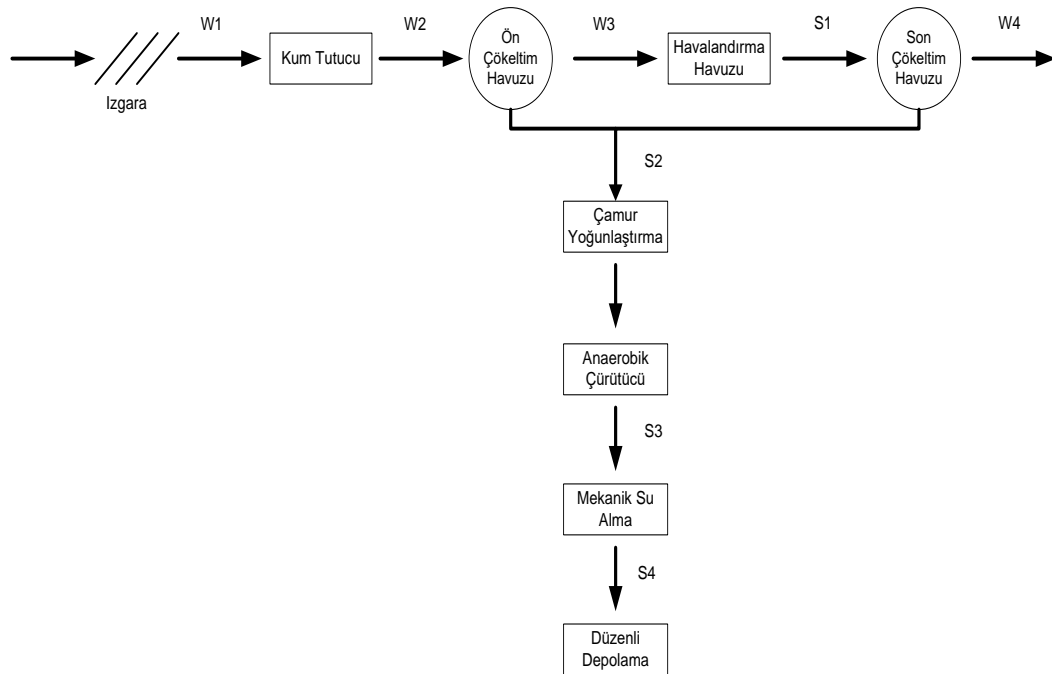 W1
W2
W3
S1
W4
Izgara
Kum Tutucu
Ön
Çökeltim
Havuzu
Havalandırma
Havuzu
Son
Çökeltim
Havuzu
S2
Çamur
Yoğunlaştırma
Anaerobik
Çürütücü
S3
Mekanik Su
Alma
S4
Düzenli
Depolama